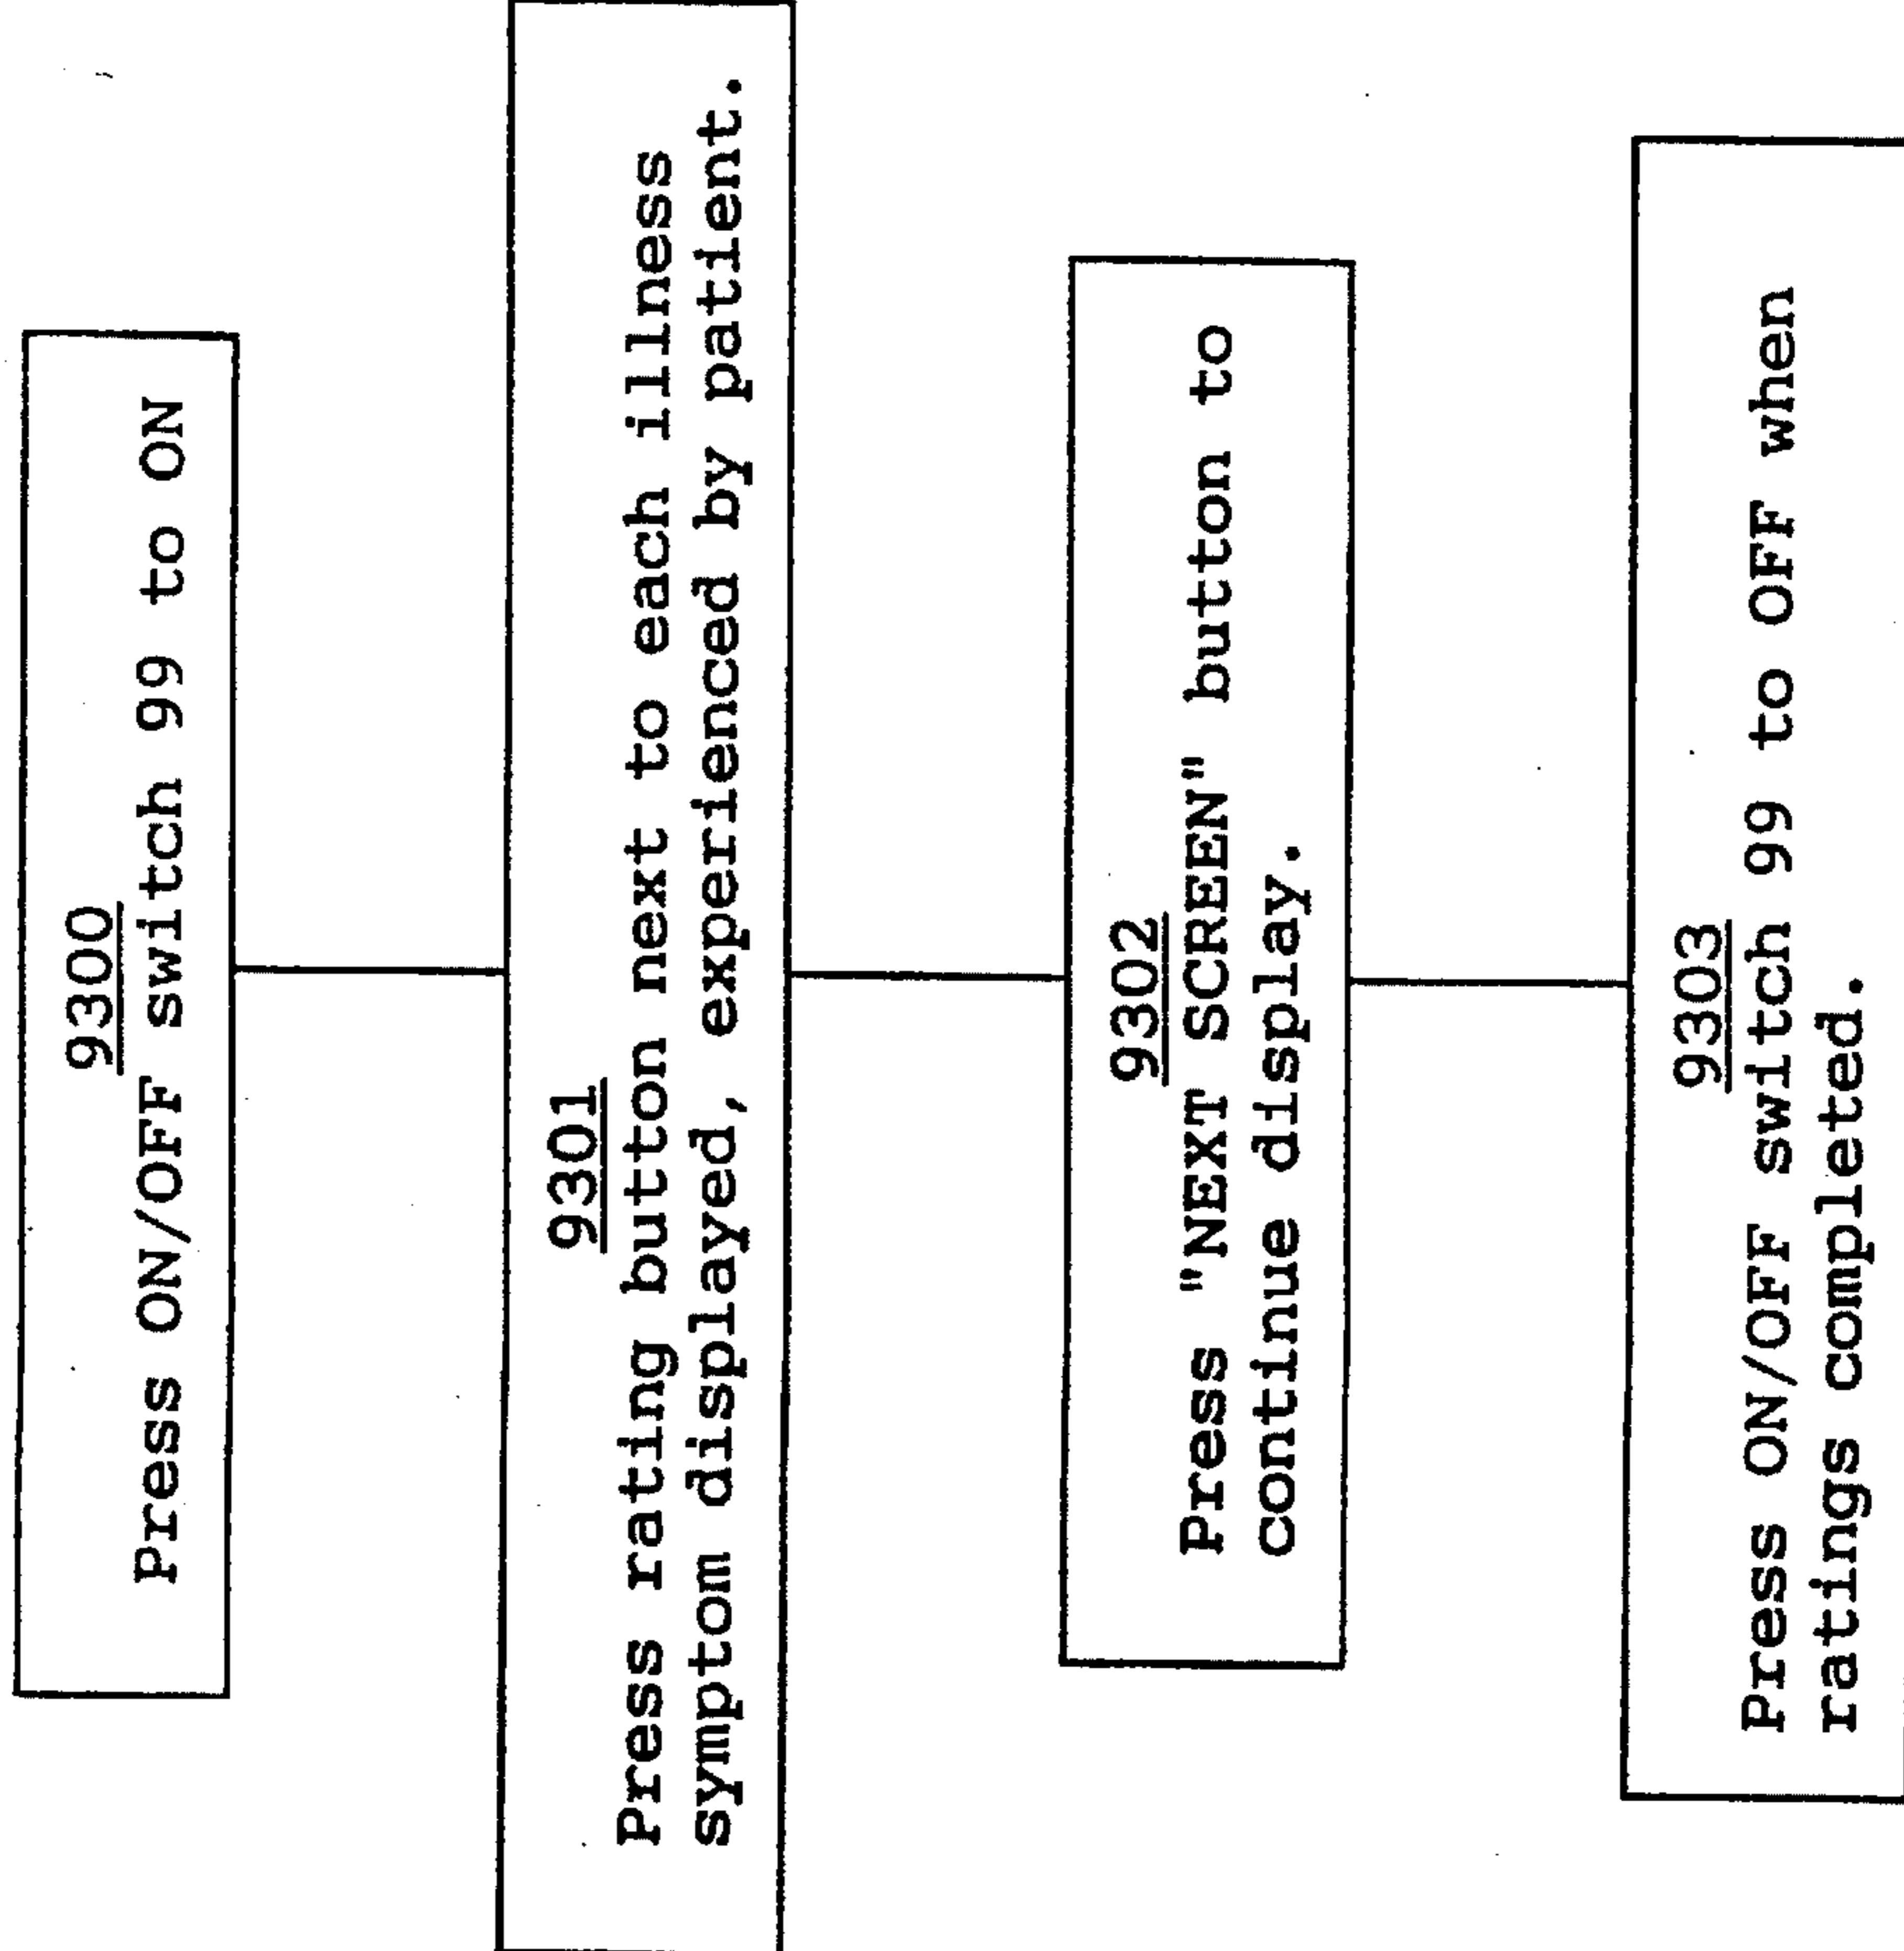 9300
Press ON/OFF switch 99 to ON
9301
Press rating button next to each illness
symptom displayed, experienced by patient.
9302
Press "NEXT SCREEN" button to
continue display.
9303
Press ON/OFF switch 99 to OFF when
ratings completed.